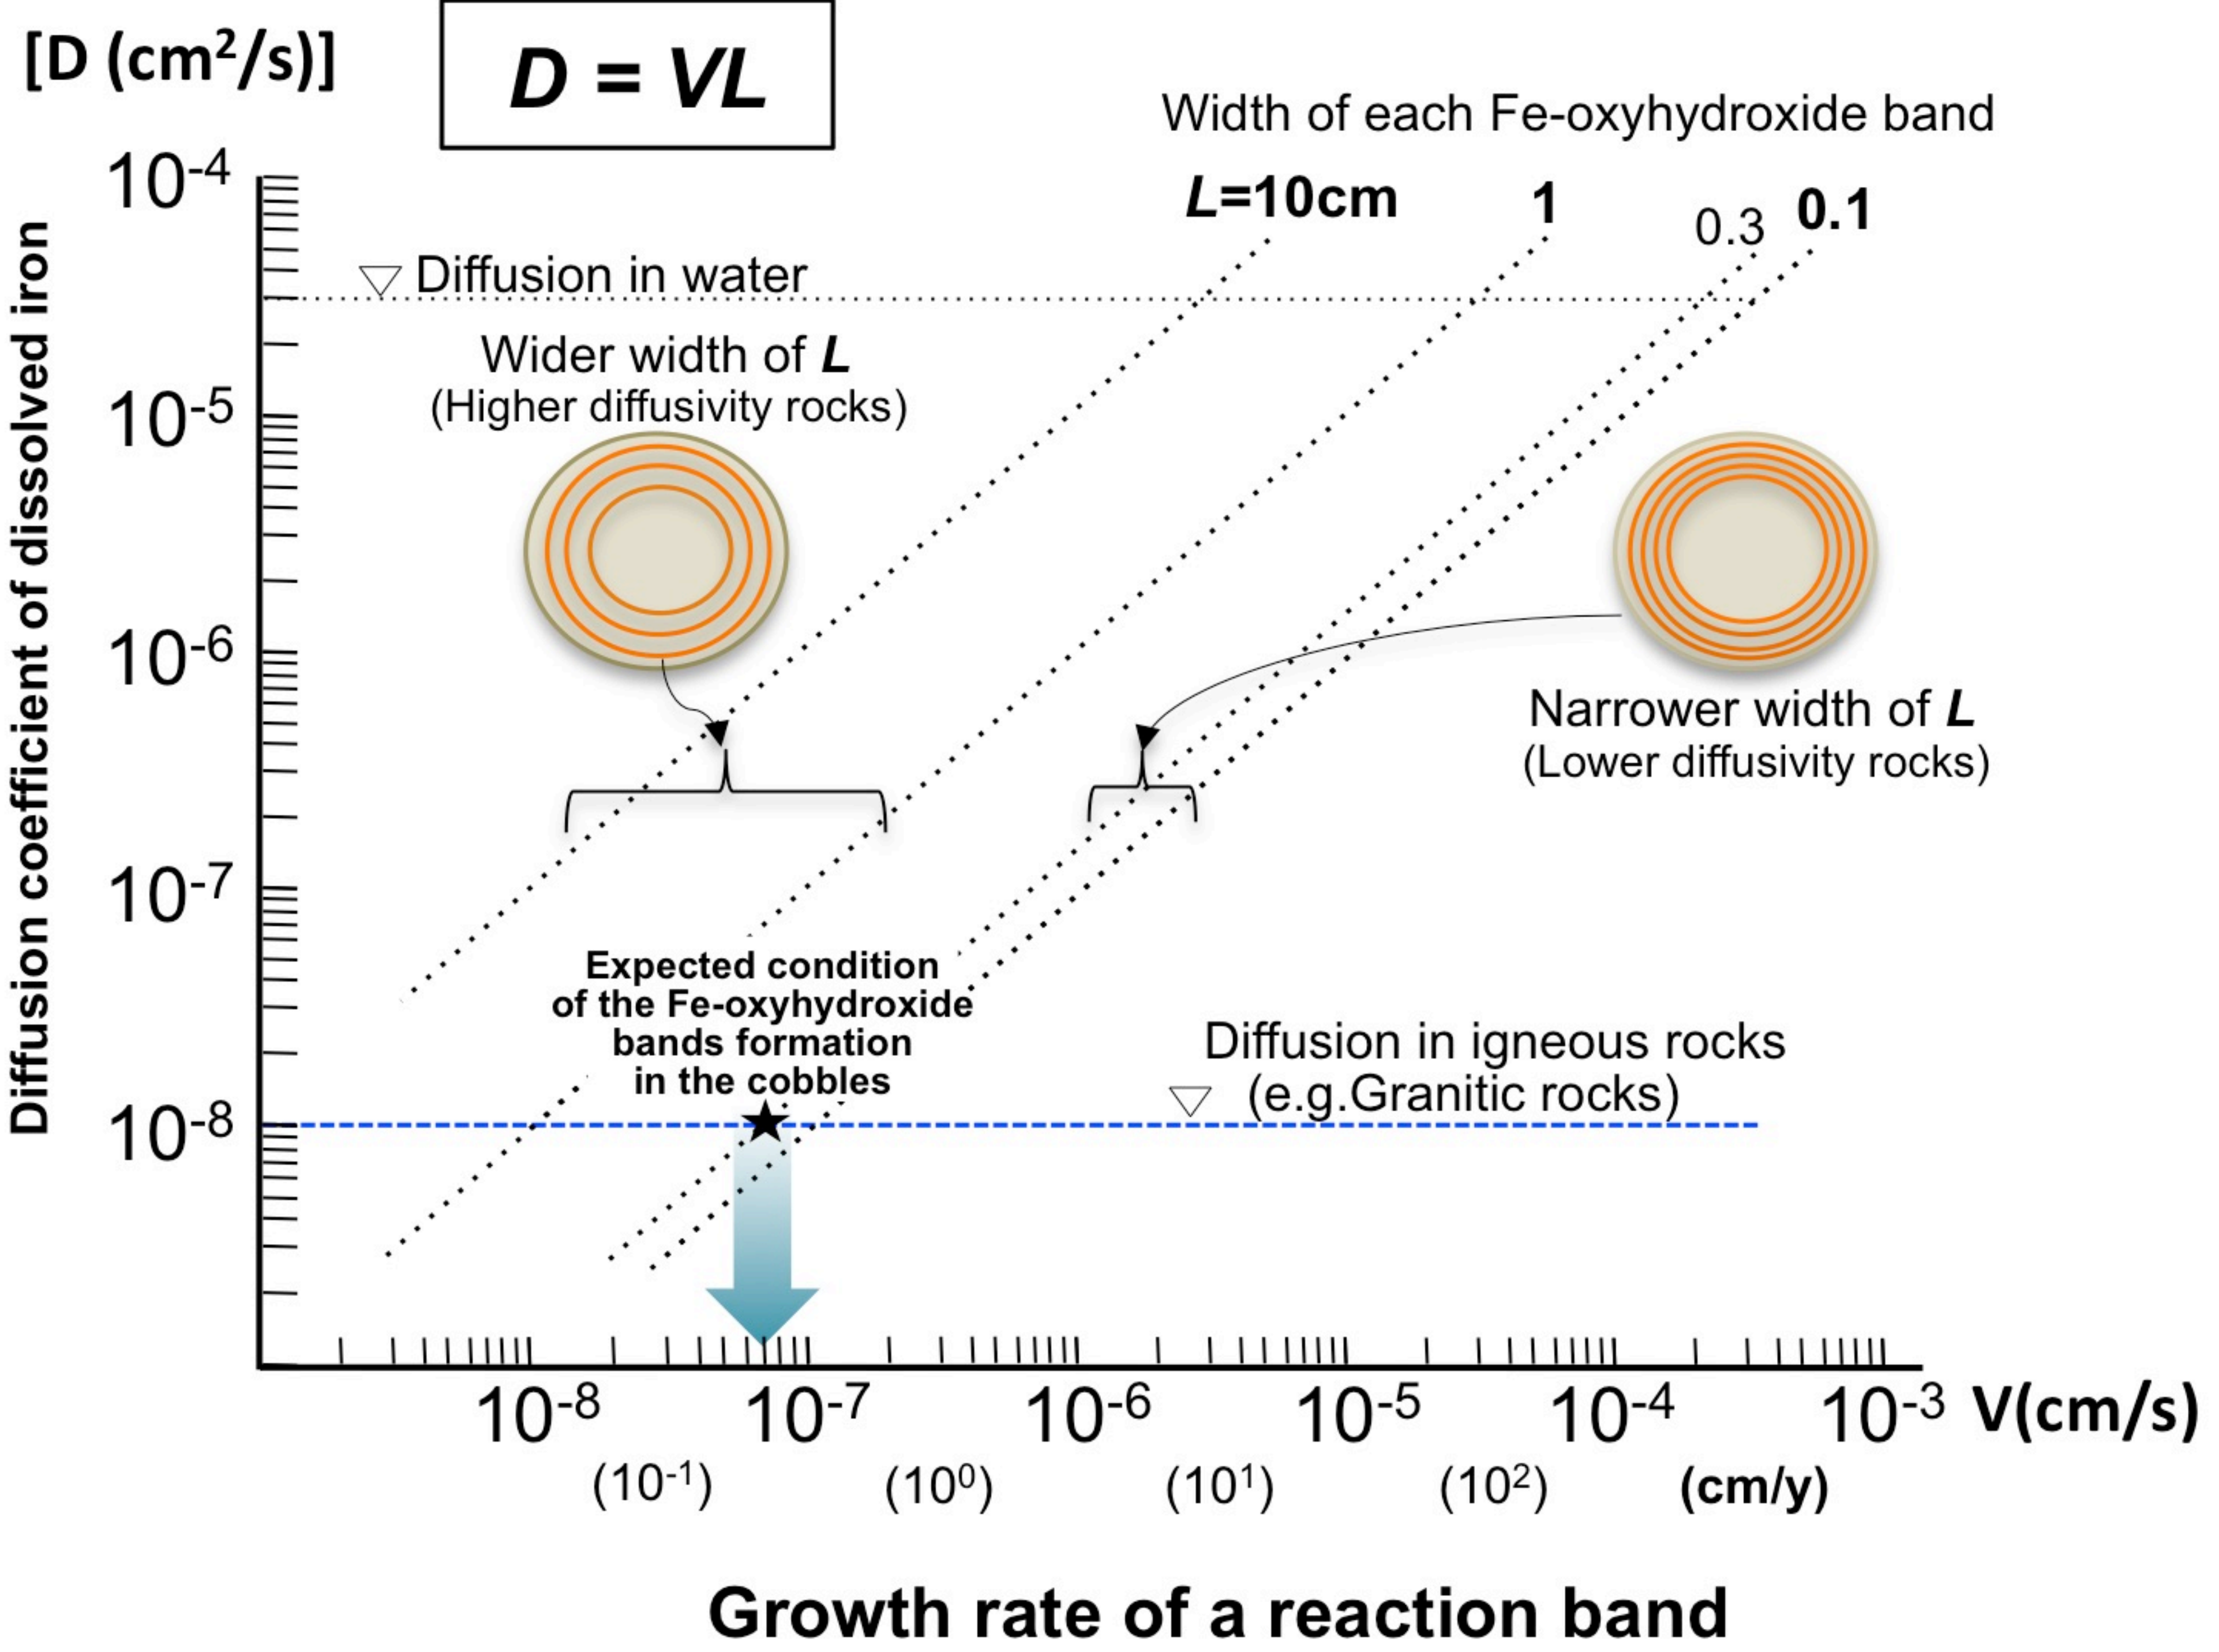 [D (cm²/s)]
D = VL
Width of each Fe-oxyhydroxide band
L=10cm
1
0.3
0.1
10⁻⁴
10⁻⁵
10⁻⁶
10⁻⁷
10⁻⁸
Diffusion coefficient of dissolved iron
Diffusion in water
Wider width of L
(Higher diffusivity rocks)
Narrower width of L
(Lower diffusivity rocks)
Expected condition
of the Fe-oxyhydroxide
bands formation
in the cobbles
Diffusion in igneous rocks
(e.g.Granitic rocks)
10⁻⁸ 10⁻⁷ 10⁻⁶ 10⁻⁵ 10⁻⁴ 10⁻³ V(cm/s)
(10⁻¹) (10⁰) (10¹) (10²) (cm/y)
Growth rate of a reaction band